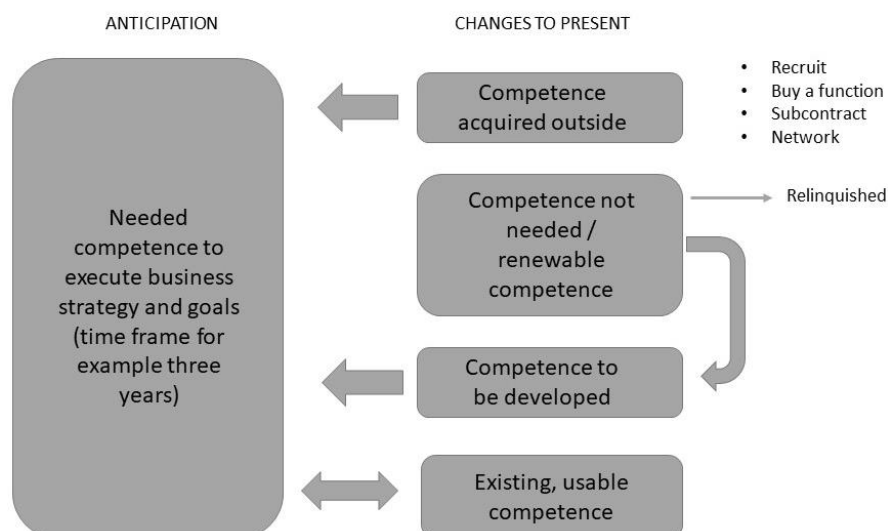 ANTICIPATION
CHANGES TO PRESENT
Needed
competence to
execute business
strategy and goals
(time frame for
example three
years)
Competence
acquired outside
• Recruit
• Buy a function
• Subcontract
• Network
Competence not
needed /
renewable
competence
Relinquished
Competence to
be developed
Existing, usable
competence